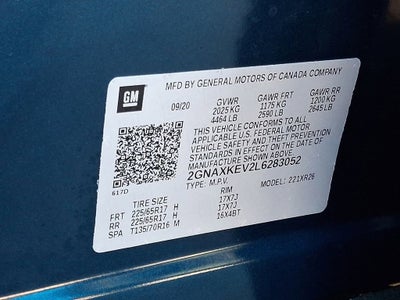 GM
MFD BY GENERAL MOTORS OF CANADA COMPANY
09/20 GVWR GAWR FRT GAWR RR
2025 KG 1175 KG 1200 KG
4464 LB 2590 LB 2645 LB
THIS VEHICLE CONFORMS TO ALL
APPLICABLE U.S. FEDERAL MOTOR
VEHICLE SAFETY, BUMPER, AND
THEFT PREVENTION
STANDARDS IN EFFECT ON THE DATE OF
MANUFACTURE SHOWN ABOVE.
2GNAXKEV2L6283052
617D TYPE: M.P.V. MODEL: ZZ1XR26
TIRE SIZE RIM
FRT 225/65R17 H 17X7J
RR 225/65R17 H 17X7J
SPA T135/70R16 M 16X4BT